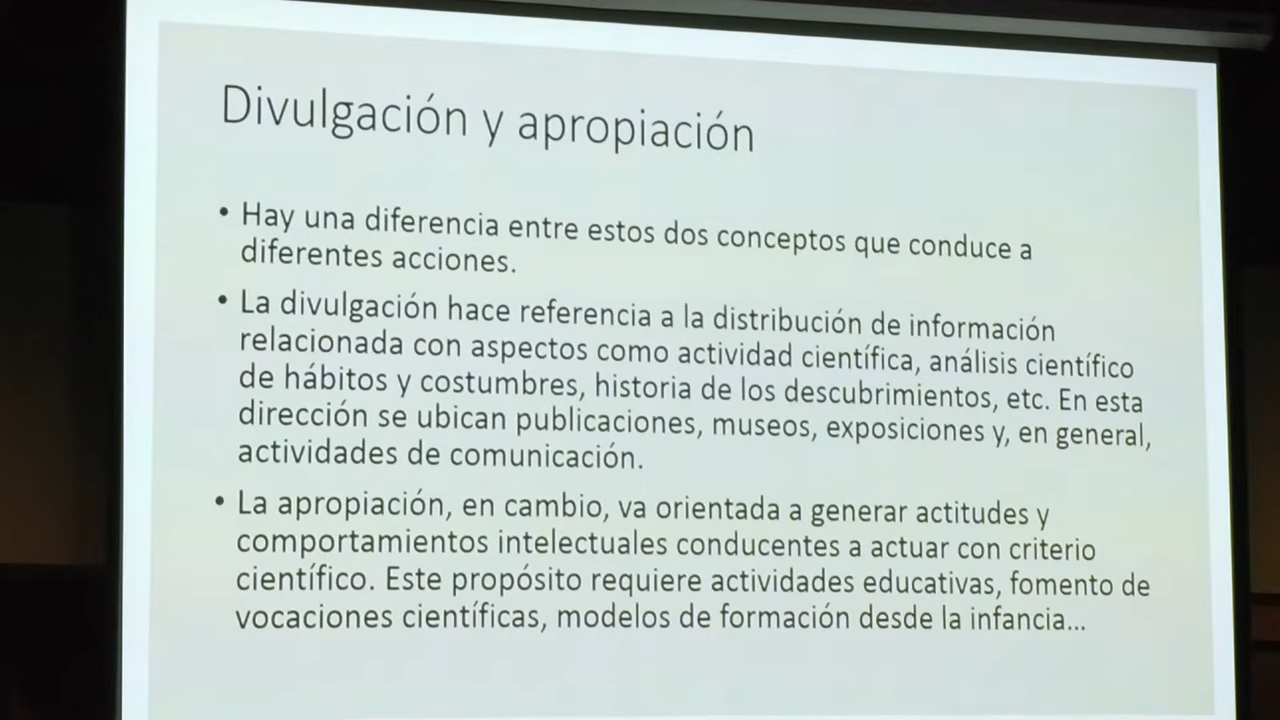 Divulgación y apropiación
• Hay una diferencia entre estos dos conceptos que conduce a
diferentes acciones.
• La divulgación hace referencia a la distribución de información
relacionada con aspectos como actividad científica, análisis científico
de hábitos y costumbres, historia de los descubrimientos, etc. En esta
dirección se ubican publicaciones, museos, exposiciones y, en general,
actividades de comunicación.
• La apropiación, en cambio, va orientada a generar actitudes y
comportamientos intelectuales conducentes a actuar con criterio
científico. Este propósito requiere actividades educativas, fomento de
vocaciones científicas, modelos de formación desde la infancia...